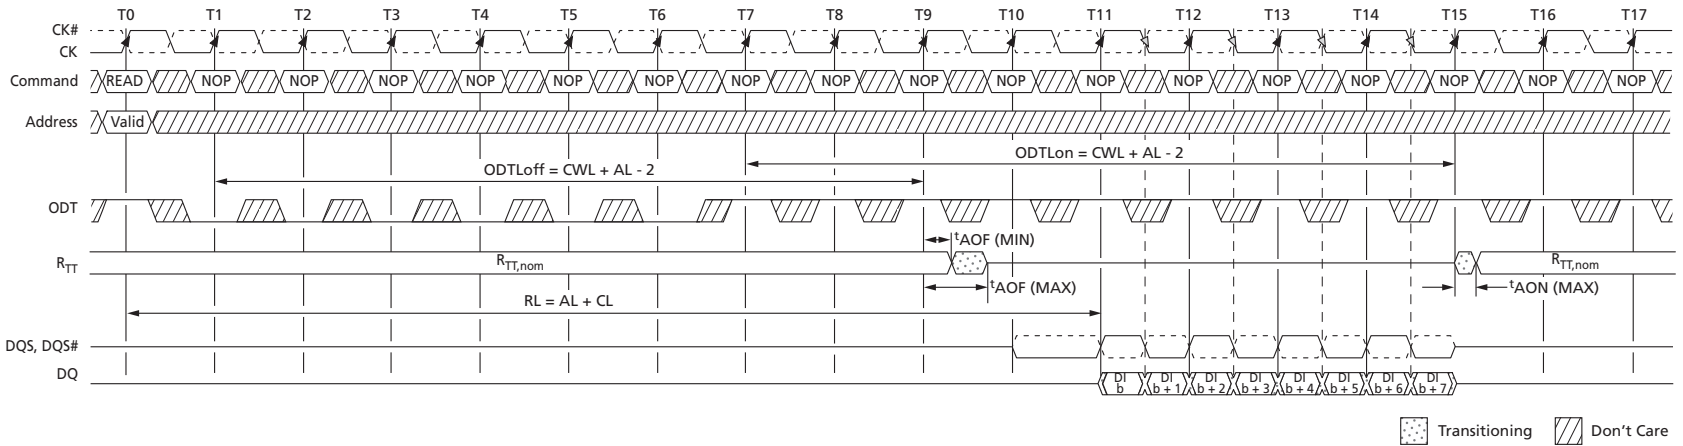 T0 T1 T2 T3 T4 T5 T6 T7 T8 T9 T10 T11 T12 T13 T14 T15 T16 T17
CK#
CK
Command READ NOP NOP NOP NOP NOP NOP NOP NOP NOP NOP NOP NOP NOP NOP NOP NOP NOP
Address Valid
ODTLon = CWL + AL - 2
ODTLoff = CWL + AL - 2
ODT
tAOF (MIN)
RTT RTT,nom RTT,nom
tAOF (MAX) tAON (MAX)
RL = AL + CL
DQS, DQS#
DQ DI b DI b + 1 DI b + 2 DI b + 3 DI b + 4 DI b + 5 DI b + 6 DI b + 7
Transitioning Don't Care